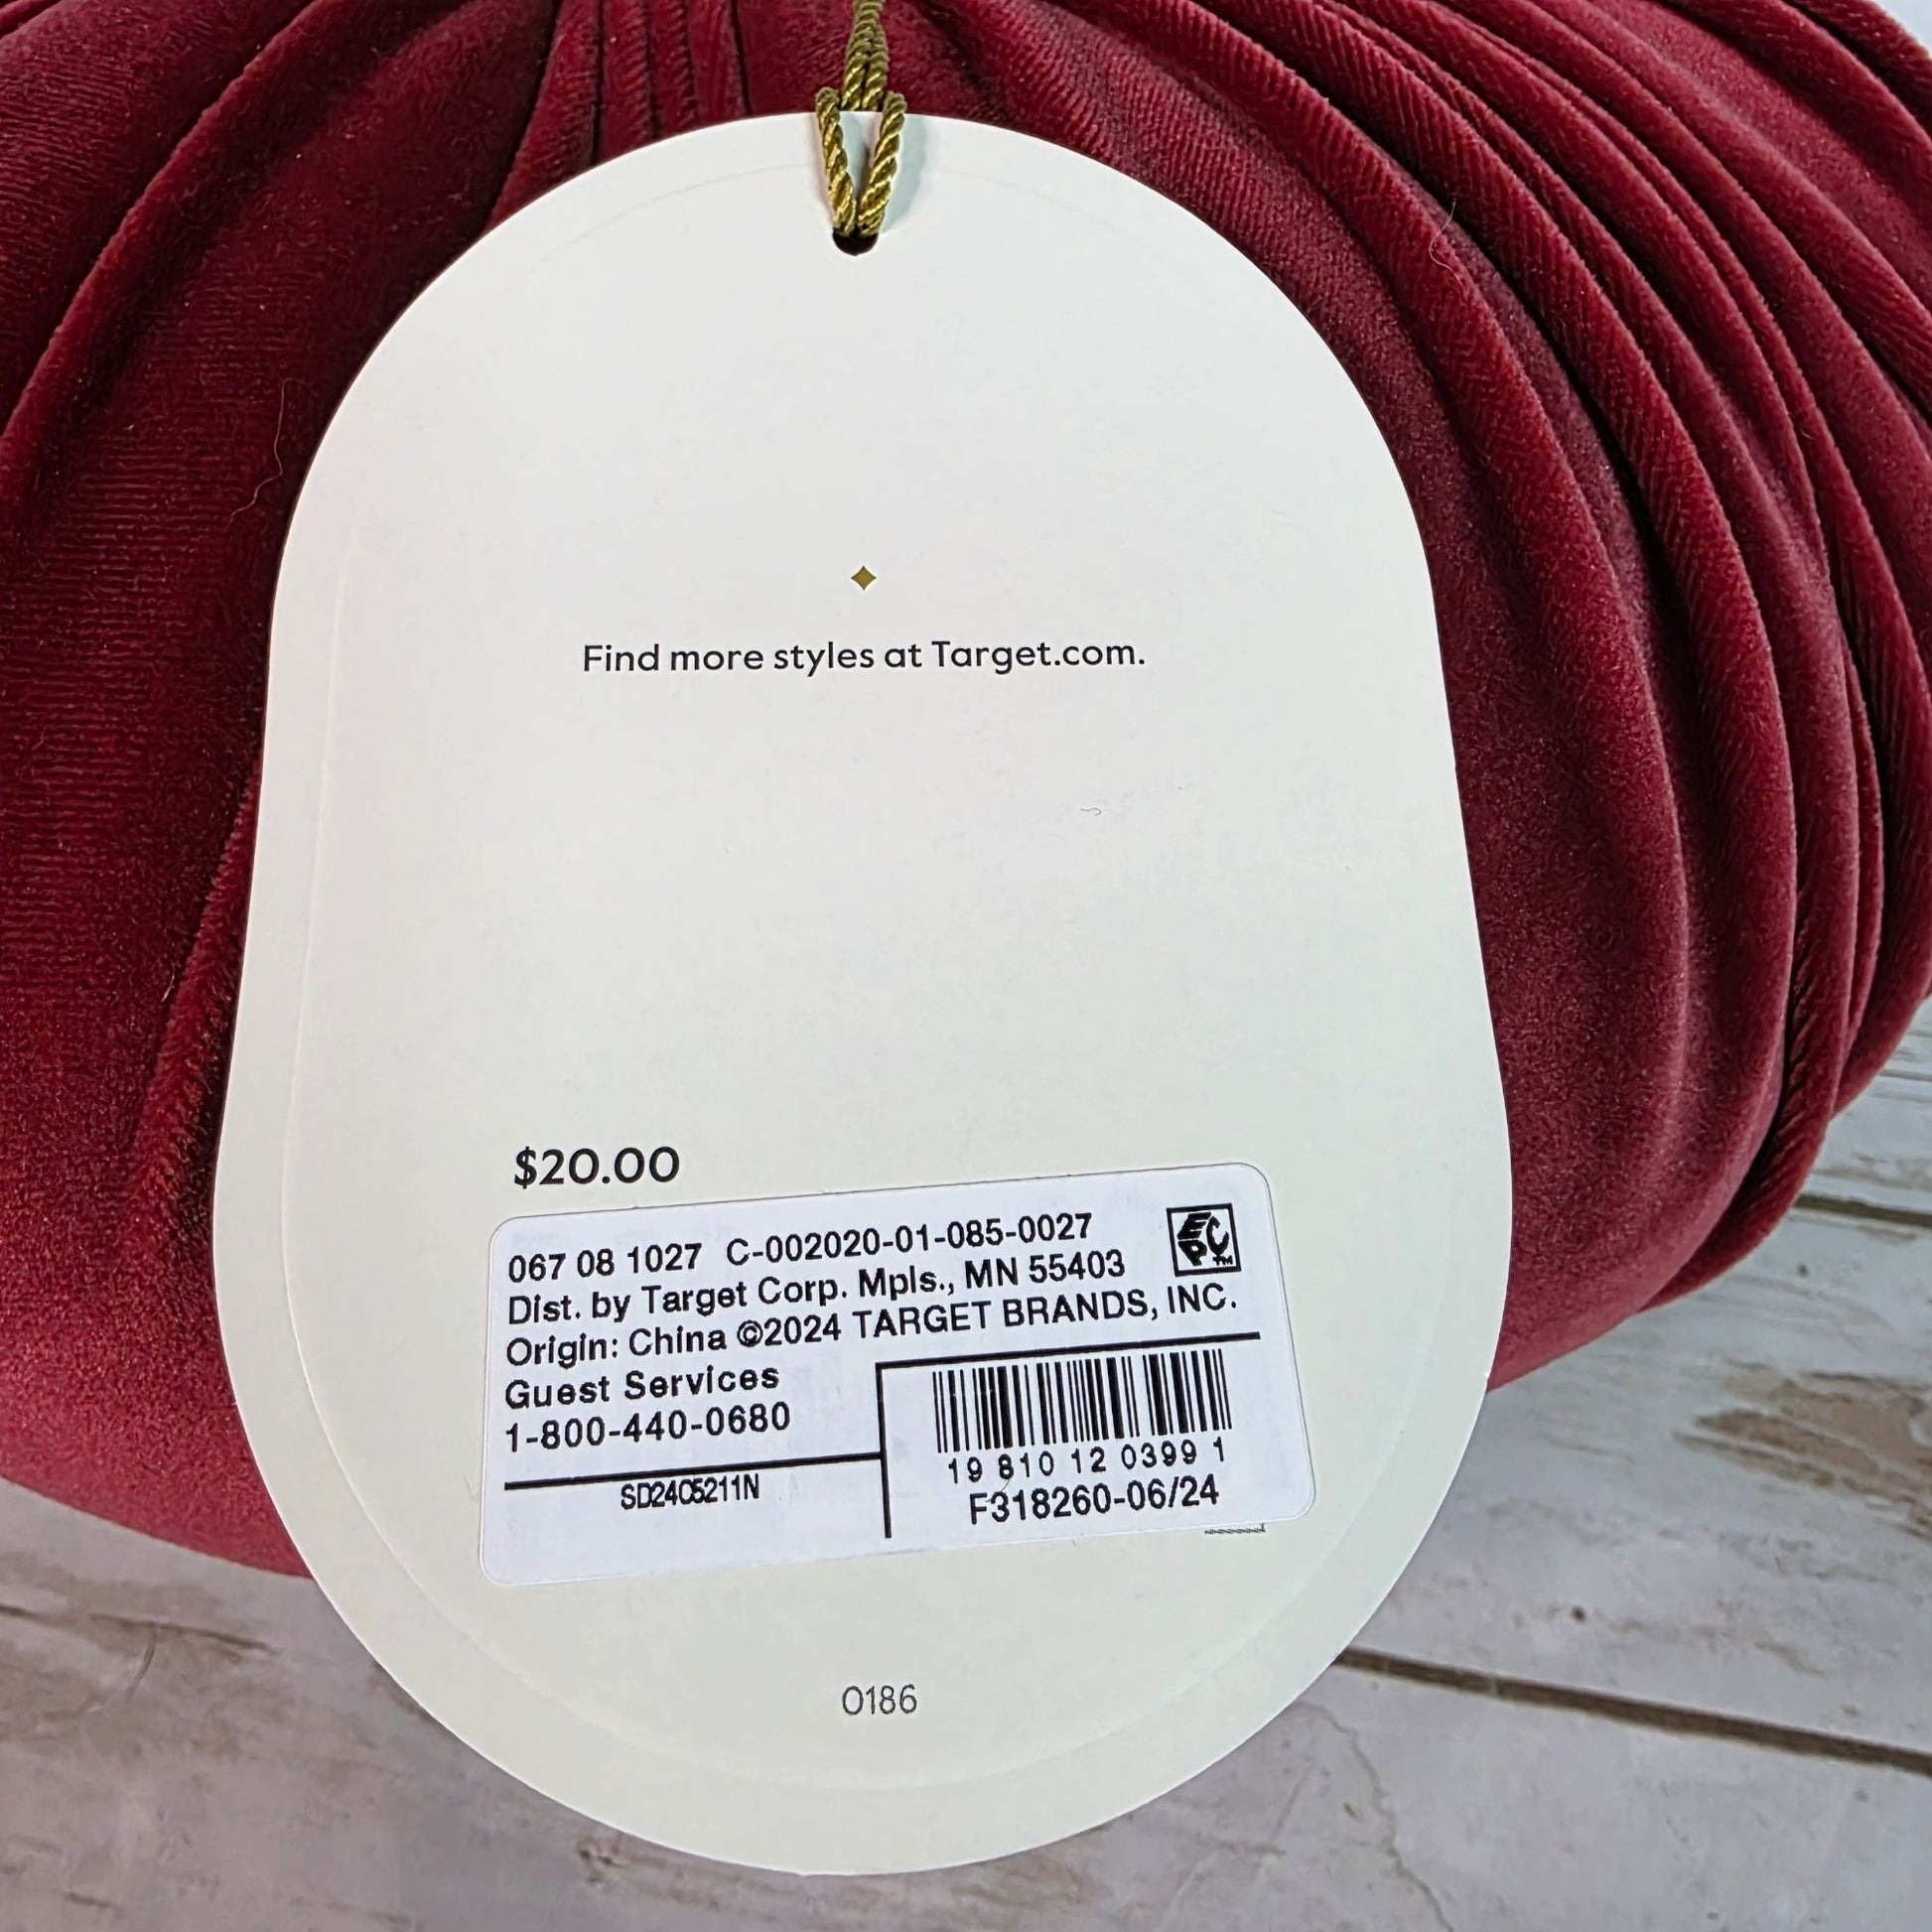 Find more styles at Target.com.
$20.00
067 08 1027 C-002020-01-085-0027
Dist. by Target Corp. Mpls., MN 55403
EPC™
Origin: China ©2024 TARGET BRANDS, INC.
Guest Services
1-800-440-0680
SD24C5211N
19 810 12 0399 1
F318260-06/24
0186